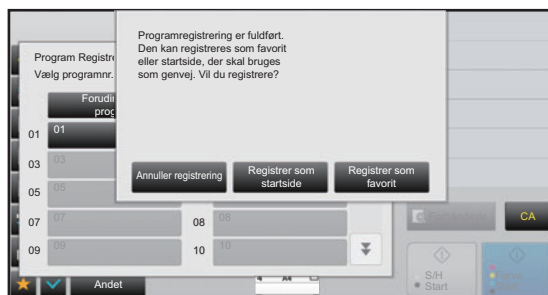 Programregistrering er fuldført.
Den kan registreres som favorit
eller startside, der skal bruges
som genvej. Vil du registrere?
Annuller registrering
Registrer som
startside
Registrer som
favorit
Program Registre
Vælg programnr.
Forudi
prog
01
01
03
03
05
05
07
07
08
08
09
09
10
10
CA
S/H
Start
Start
Andet
A4